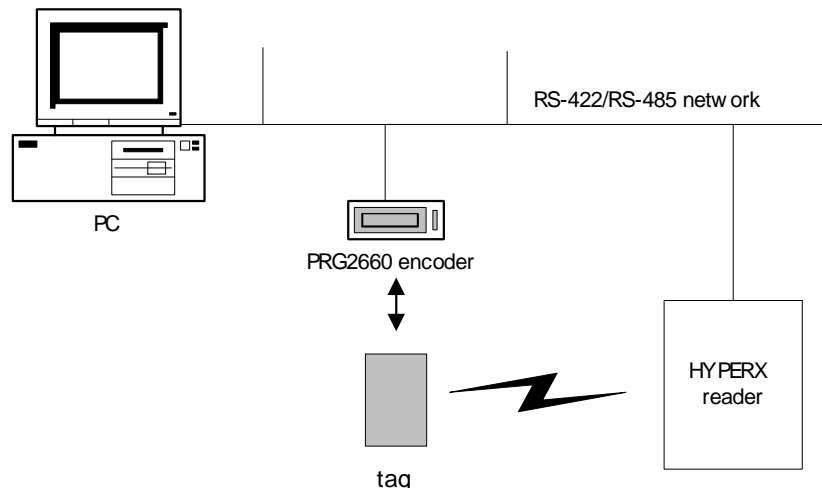 RS-422/RS-485 network
PC
PRG2660 encoder
HYPERX
reader
tag